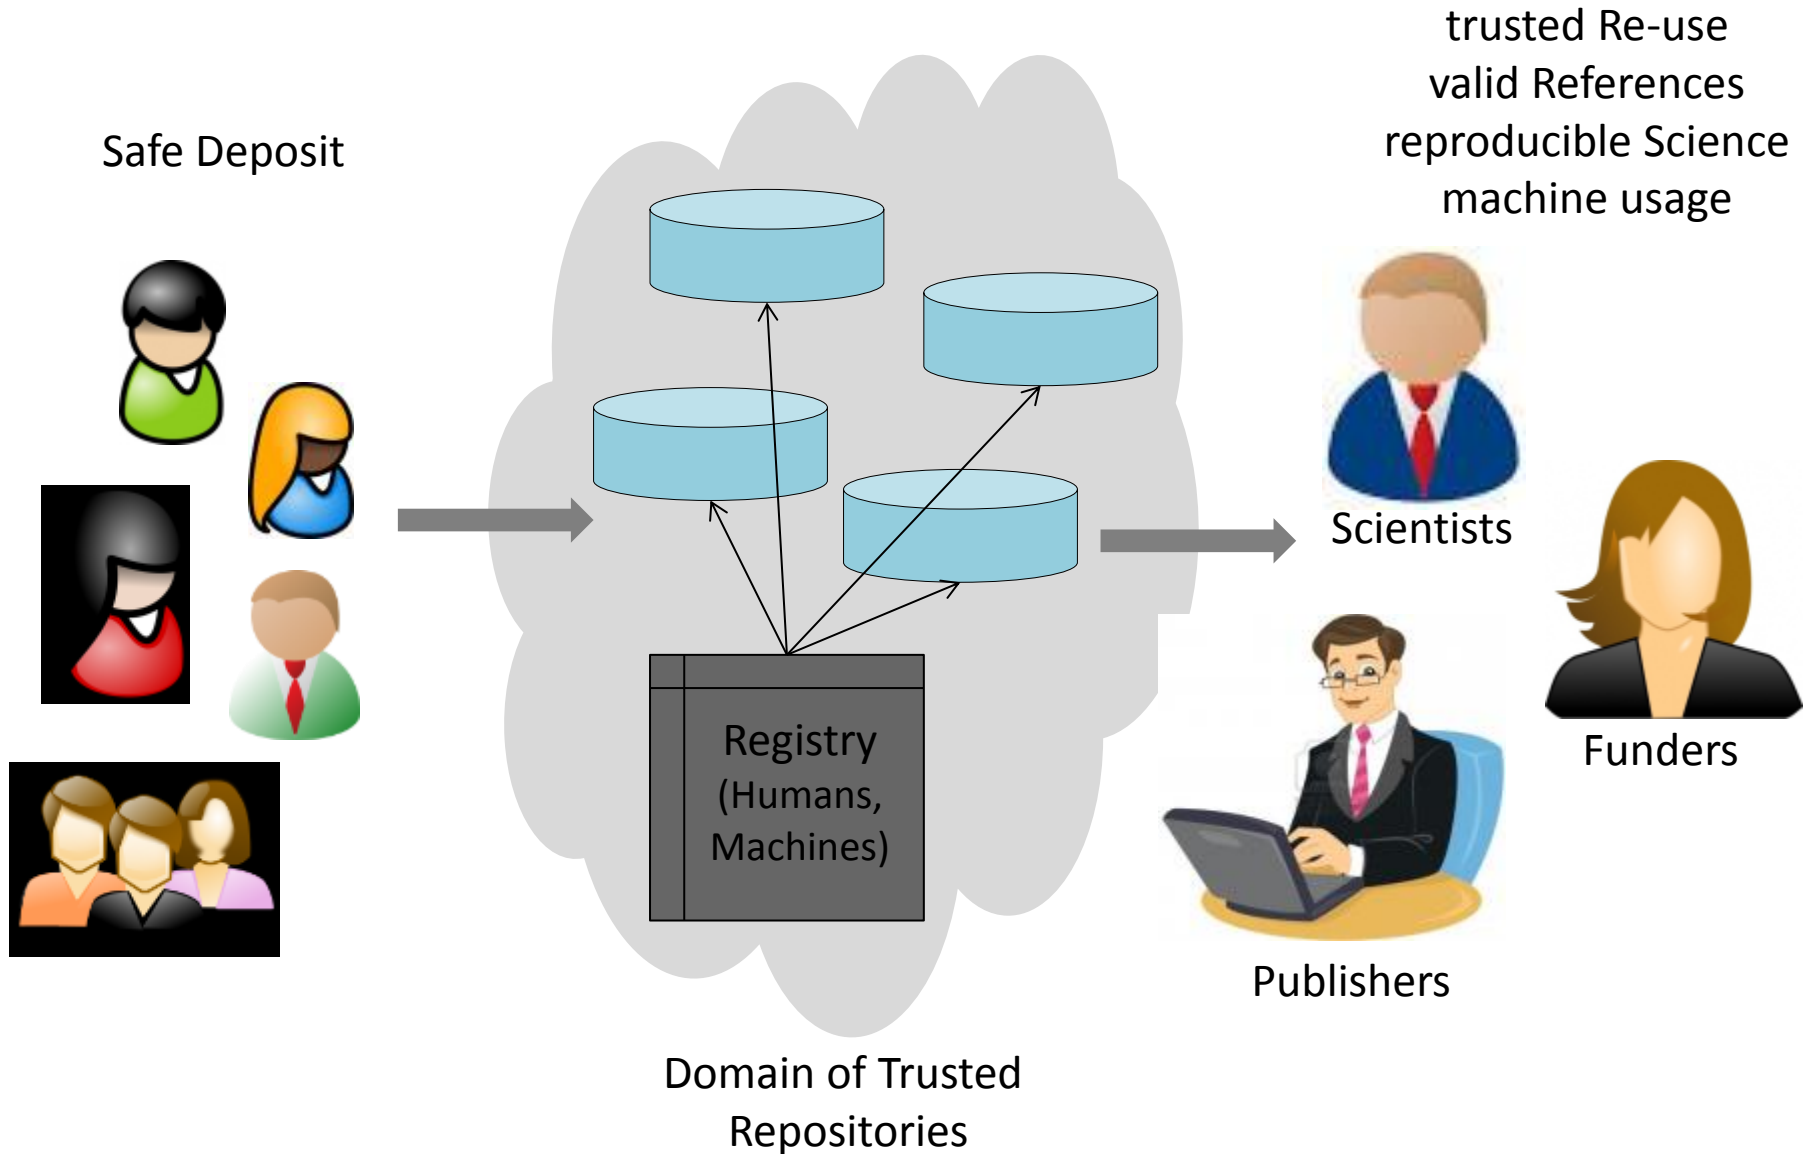 Safe Deposit
trusted Re-use
valid References
reproducible Science
machine usage
Scientists
Funders
Registry
(Humans,
Machines)
Publishers
Domain of Trusted
Repositories